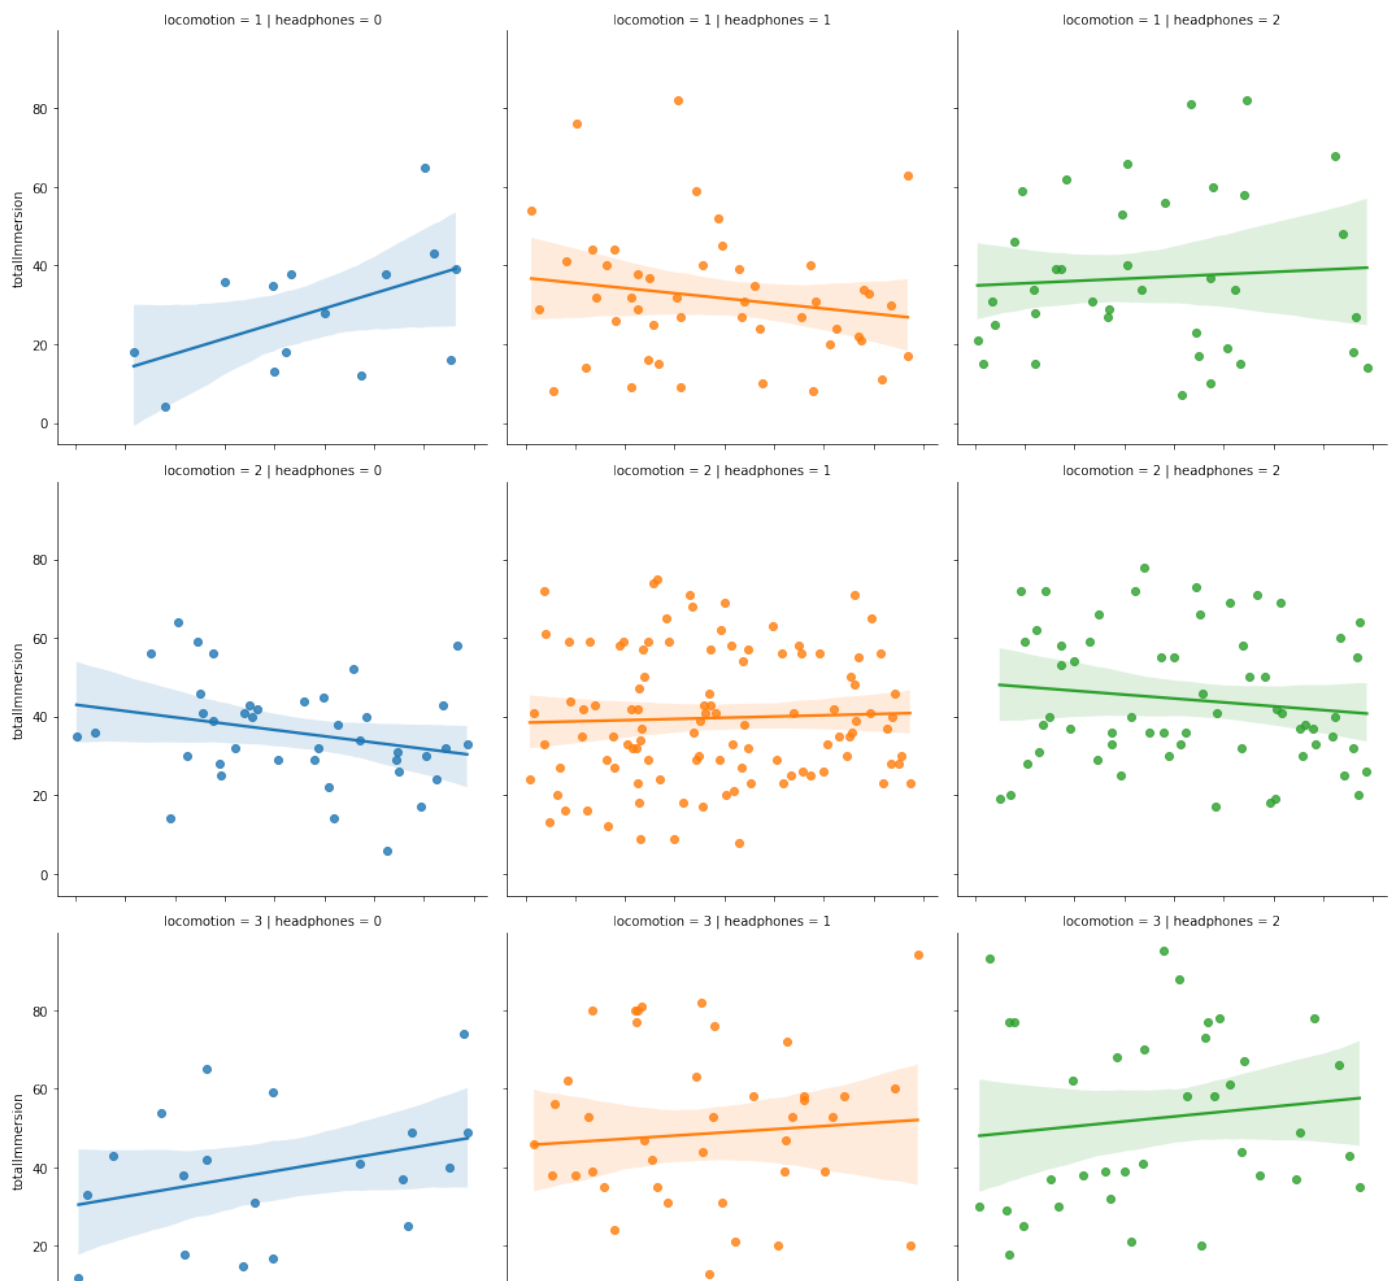 locomotion = 1 | headphones = 0
locomotion = 1 | headphones = 1
locomotion = 1 | headphones = 2
80
60
40
20
0
totalImmersion
locomotion = 2 | headphones = 0
locomotion = 2 | headphones = 1
locomotion = 2 | headphones = 2
80
60
40
20
0
totalImmersion
locomotion = 3 | headphones = 0
locomotion = 3 | headphones = 1
locomotion = 3 | headphones = 2
80
60
40
20
totalImmersion